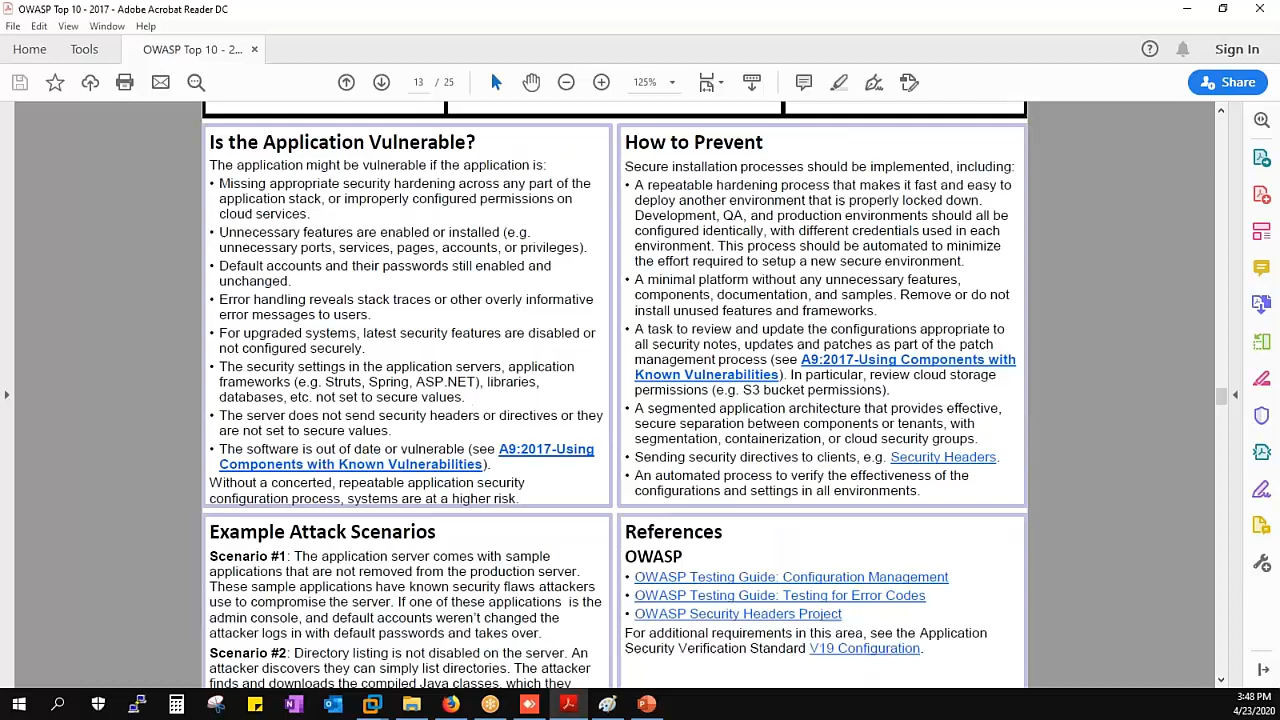 OWASP Top 10 - 2017 - Adobe Acrobat Reader DC
File Edit View Window Help
Home Tools OWASP Top 10 - 2... × Sign In
13 / 25 125% Share
Is the Application Vulnerable?
The application might be vulnerable if the application is:
• Missing appropriate security hardening across any part of the
application stack, or improperly configured permissions on
cloud services.
• Unnecessary features are enabled or installed (e.g.
unnecessary ports, services, pages, accounts, or privileges).
• Default accounts and their passwords still enabled and
unchanged.
• Error handling reveals stack traces or other overly informative
error messages to users.
• For upgraded systems, latest security features are disabled or
not configured securely.
• The security settings in the application servers, application
frameworks (e.g. Struts, Spring, ASP.NET), libraries,
databases, etc. not set to secure values.
• The server does not send security headers or directives or they
are not set to secure values.
• The software is out of date or vulnerable (see A9:2017-Using
Components with Known Vulnerabilities).
Without a concerted, repeatable application security
configuration process, systems are at a higher risk.
How to Prevent
Secure installation processes should be implemented, including:
• A repeatable hardening process that makes it fast and easy to
deploy another environment that is properly locked down.
Development, QA, and production environments should all be
configured identically, with different credentials used in each
environment. This process should be automated to minimize
the effort required to setup a new secure environment.
• A minimal platform without any unnecessary features,
components, documentation, and samples. Remove or do not
install unused features and frameworks.
• A task to review and update the configurations appropriate to
all security notes, updates and patches as part of the patch
management process (see A9:2017-Using Components with
Known Vulnerabilities). In particular, review cloud storage
permissions (e.g. S3 bucket permissions).
• A segmented application architecture that provides effective,
secure separation between components or tenants, with
segmentation, containerization, or cloud security groups.
• Sending security directives to clients, e.g. Security Headers.
• An automated process to verify the effectiveness of the
configurations and settings in all environments.
Example Attack Scenarios
Scenario #1: The application server comes with sample
applications that are not removed from the production server.
These sample applications have known security flaws attackers
use to compromise the server. If one of these applications is the
admin console, and default accounts weren't changed the
attacker logs in with default passwords and takes over.
Scenario #2: Directory listing is not disabled on the server. An
attacker discovers they can simply list directories. The attacker
finds and downloads the compiled Java classes, which they
References
OWASP
• OWASP Testing Guide: Configuration Management
• OWASP Testing Guide: Testing for Error Codes
• OWASP Security Headers Project
For additional requirements in this area, see the Application
Security Verification Standard V19 Configuration.
3:48 PM
4/23/2020